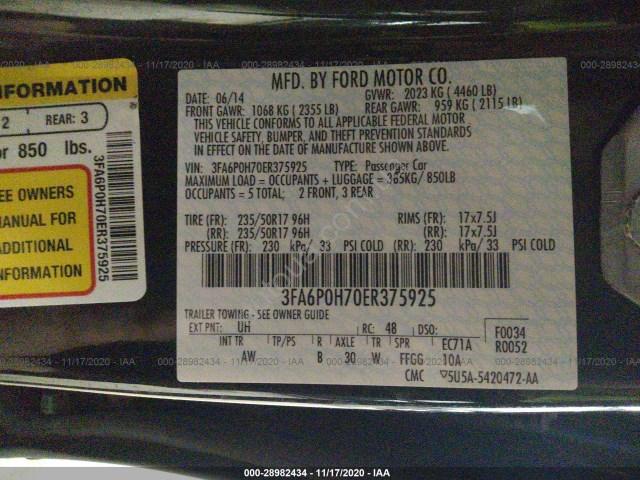 000-28982434 - 11/17/2020 - IAA
INFORMATION
2 REAR: 3
or 850 lbs.
SEE OWNERS
MANUAL FOR
ADDITIONAL
INFORMATION
3FA6P0H70ER375925
MFD. BY FORD MOTOR CO.
DATE: 06/14 GVWR: 2023 KG ( 4460 LB)
FRONT GAWR: 1068 KG ( 2355 LB) REAR GAWR: 959 KG ( 2115 LB)
THIS VEHICLE CONFORMS TO ALL APPLICABLE FEDERAL MOTOR
VEHICLE SAFETY, BUMPER, AND THEFT PREVENTION STANDARDS
IN EFFECT ON THE DATE OF MANUFACTURE SHOWN ABOVE.
VIN: 3FA6P0H70ER375925 TYPE: Passenger Car
MAXIMUM LOAD = OCCUPANTS + LUGGAGE = 385KG/ 850LB
OCCUPANTS = 5 TOTAL: 2 FRONT, 3 REAR
TIRE (FR): 235/50R17 96H RIMS (FR): 17x7.5J
(RR): 235/50R17 96H (RR): 17x7.5J
PRESSURE (FR): 230 kPa/ 33 PSI COLD (RR): 230 kPa/ 33 PSI COLD
3FA6P0H70ER375925
TRAILER TOWING - SEE OWNER GUIDE
EXT PNT: UH RC: 48 DSO: F0034
INT TR TP/PS R AXLE TR SPR EC71A R0052
AW B 30 W FFGG 10A
CMC ▽5U5A-5420472-AA
000-28982434 - 11/17/2020 - IAA